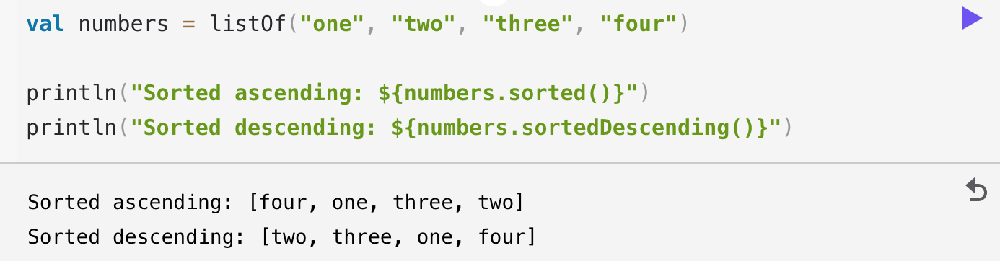 val numbers = listOf("one", "two", "three", "four")
println("Sorted ascending: ${numbers.sorted()}")
println("Sorted descending: ${numbers.sortedDescending()}")
Sorted ascending: [four, one, three, two]
Sorted descending: [two, three, one, four]